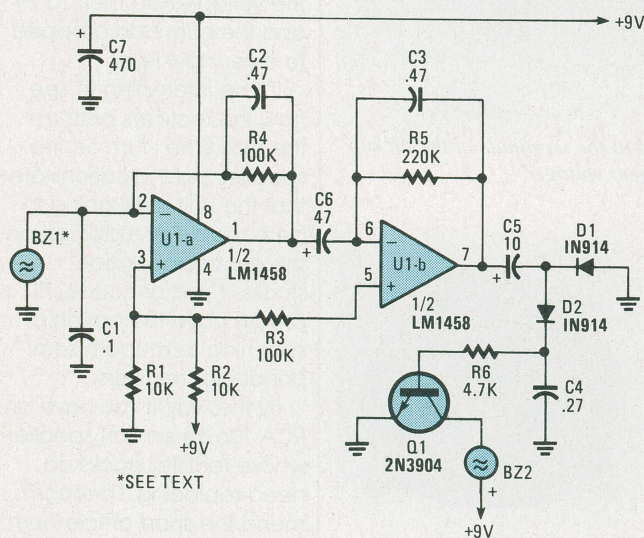 +9V
C7
470
+
C2
.47
C3
.47
R4
100K
R5
220K
BZ1*
2
−
8
U1-a
1
3
+
4
1/2
LM1458
C6
47
+
6
−
U1-b
7
5
+
1/2
LM1458
C5
10
+
D1
IN914
D2
IN914
C1
.1
R1
10K
R2
10K
R3
100K
+9V
R6
4.7K
C4
.27
Q1
2N3904
BZ2
+
+9V
*SEE TEXT